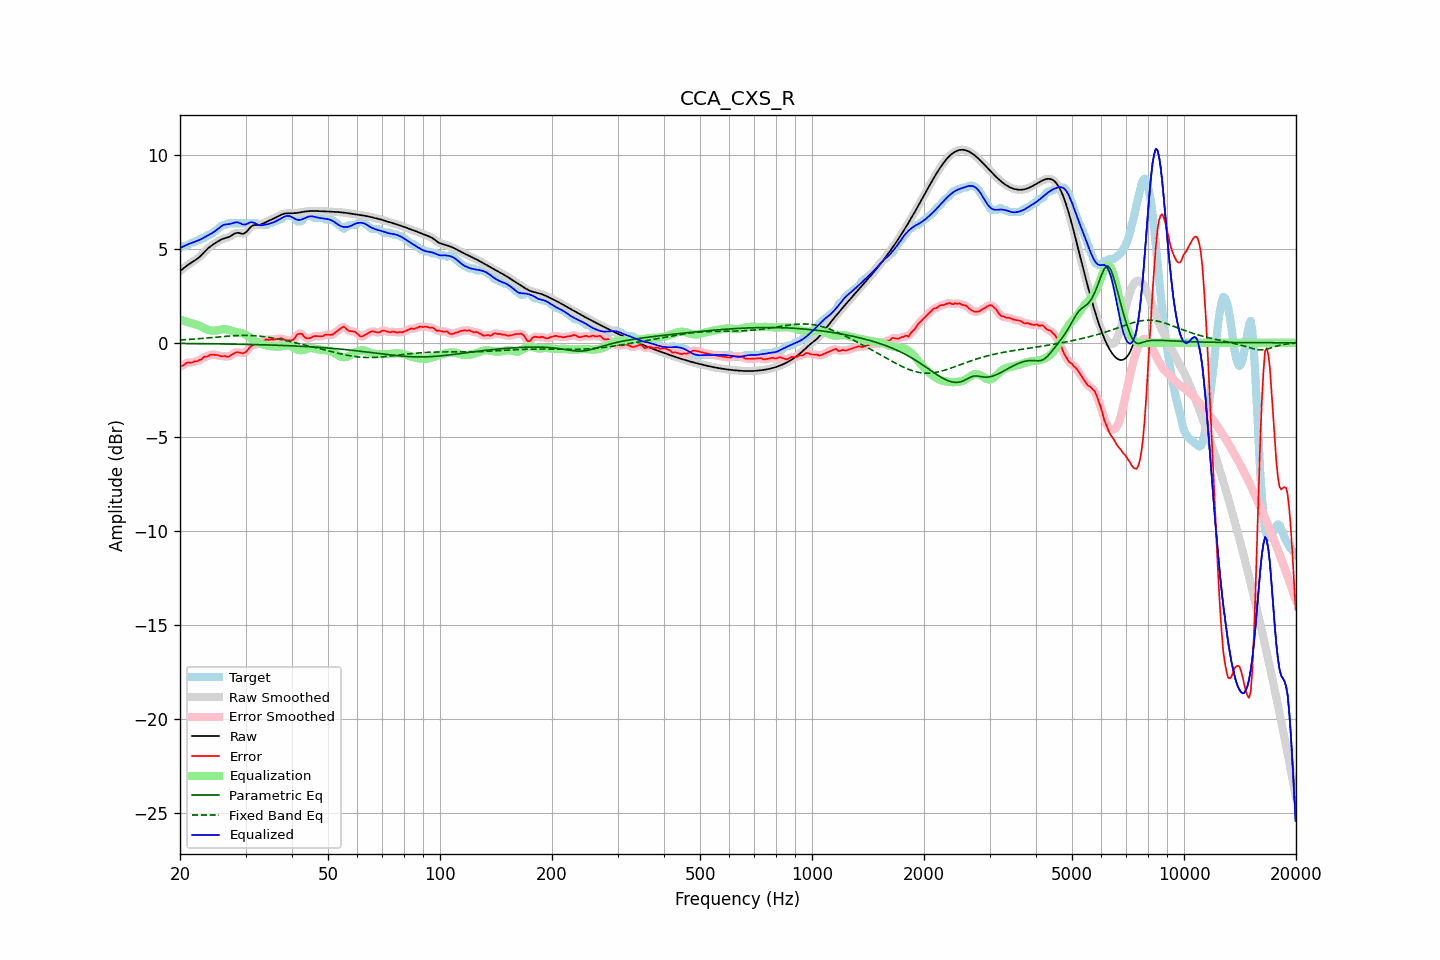 CCA_CXS_R
10
5
0
−5
−10
−15
−20
−25
Amplitude (dBr)
Target
Raw Smoothed
Error Smoothed
Raw
Error
Equalization
Parametric Eq
Fixed Band Eq
Equalized
20 50 100 200 500 1000 2000 5000 10000 20000
Frequency (Hz)